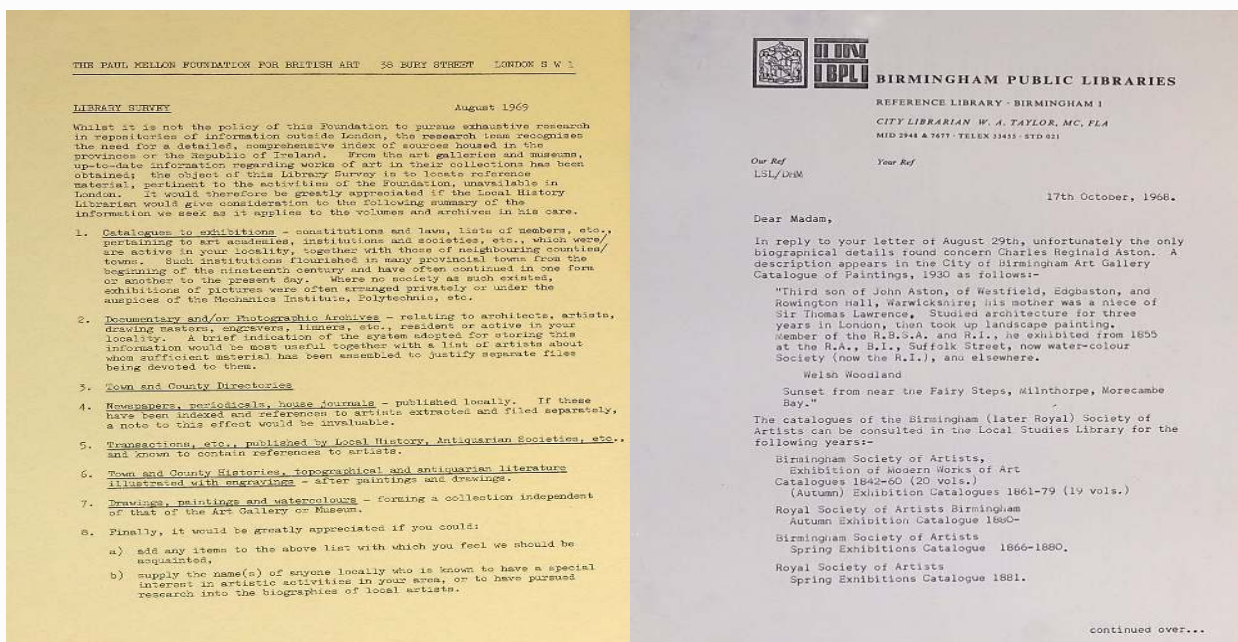 THE PAUL MELLON FOUNDATION FOR BRITISH ART 38 BURY STREET LONDON S W 1
LIBRARY SURVEY August 1969
Whilst it is not the policy of this Foundation to pursue exhaustive research
in repositories of information outside London, the research team recognises
the need for a detailed, comprehensive index of sources housed in the
provinces or the Republic of Ireland. From the art galleries and museums,
up-to-date information regarding works of art in their collections has been
obtained; the object of this Library Survey is to locate reference
material, pertinent to the activities of the Foundation, unavailable in
London. It would therefore be greatly appreciated if the Local History
Librarian would give consideration to the following summary of the
information we seek as it applies to the volumes and archives in his care.
1. Catalogues to exhibitions - constitutions and laws, lists of members, etc.,
pertaining to art academies, institutions and societies, etc., which were/
are active in your locality, together with those of neighbouring counties/
towns. Such institutions flourished in many provincial towns from the
beginning of the nineteenth century and have often continued in one form
or another to the present day. Where no society as such existed,
exhibitions of pictures were often arranged privately or under the
auspices of the Mechanics Institute, Polytechnic, etc.
2. Documentary and/or Photographic Archives - relating to architects, artists,
drawing masters, engravers, limners, etc., resident or active in your
locality. A brief indication of the system adopted for storing this
information would be most useful together with a list of artists about
whom sufficient material has been assembled to justify separate files
being devoted to them.
3. Town and County Directories
4. Newspapers, periodicals, house journals - published locally. If these
have been indexed and references to artists extracted and filed separately,
a note to this effect would be invaluable.
5. Transactions, etc., published by Local History, Antiquarian Societies, etc.,
and known to contain references to artists.
6. Town and County Histories, topographical and antiquarian literature
illustrated with engravings - after paintings and drawings.
7. Drawings, paintings and watercolours - forming a collection independent
of that of the Art Gallery or Museum.
8. Finally, it would be greatly appreciated if you could:
a) add any items to the above list with which you feel we should be
acquainted,
b) supply the name(s) of anyone locally who is known to have a special
interest in artistic activities in your area, or to have pursued
research into the biographies of local artists.
BPL
BIRMINGHAM PUBLIC LIBRARIES
REFERENCE LIBRARY · BIRMINGHAM 1
CITY LIBRARIAN W. A. TAYLOR, MC, FLA
MID 2948 & 7677 · TELEX 33455 · STD 021
Our Ref Your Ref
LSL/DHM
17th October, 1968.
Dear Madam,
In reply to your letter of August 29th, unfortunately the only
biographical details found concern Charles Reginald Aston. A
description appears in the City of Birmingham Art Gallery
Catalogue of Paintings, 1930 as follows:-
"Third son of John Aston, of Westfield, Edgbaston, and
Rowington Hall, Warwickshire; his mother was a niece of
Sir Thomas Lawrence. Studied architecture for three
years in London, then took up landscape painting.
Member of the R.B.S.A. and R.I., he exhibited from 1855
at the R.A., B.I., Suffolk Street, now water-colour
Society (now the R.I.), and elsewhere.
Welsh Woodland
Sunset from near the Fairy Steps, Milnthorpe, Morecambe
Bay."
The catalogues of the Birmingham (later Royal) Society of
Artists can be consulted in the Local Studies Library for the
following years:-
Birmingham Society of Artists,
Exhibition of Modern Works of Art
Catalogues 1842-60 (20 vols.)
(Autumn) Exhibition Catalogues 1861-79 (19 vols.)
Royal Society of Artists Birmingham
Autumn Exhibition Catalogue 1880-
Birmingham Society of Artists
Spring Exhibitions Catalogue 1866-1880.
Royal Society of Artists
Spring Exhibitions Catalogue 1881.
continued over...